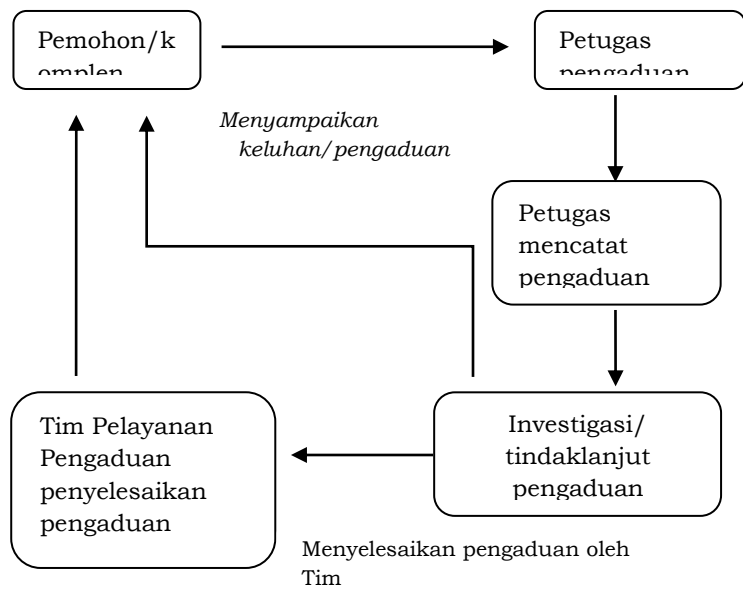 Pemohon/k
omplen
Petugas
pengaduan
Menyampaikan
keluhan/pengaduan
Petugas
mencatat
pengaduan
Tim Pelayanan
Pengaduan
penyelesaikan
pengaduan
Investigasi/
tindaklanjut
pengaduan
Menyelesaikan pengaduan oleh
Tim